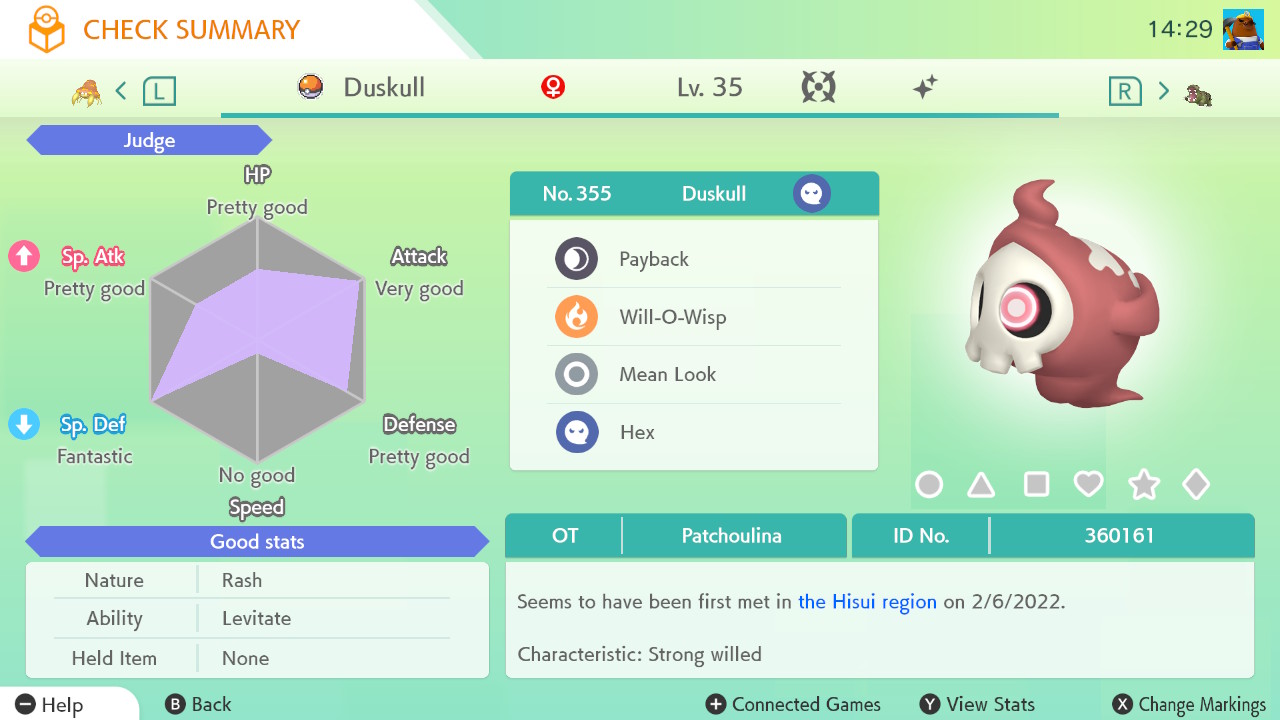 CHECK SUMMARY
14:29
L
Duskull
Lv. 35
R
Judge
HP
Pretty good
Sp. Atk
Pretty good
Attack
Very good
Sp. Def
Fantastic
Defense
Pretty good
No good
Speed
Good stats
Nature Rash
Ability Levitate
Held Item None
No. 355 Duskull
Payback
Will-O-Wisp
Mean Look
Hex
OT Patchoulina ID No. 360161
Seems to have been first met in the Hisui region on 2/6/2022.
Characteristic: Strong willed
Help
B Back
Connected Games
Y View Stats
X Change Markings